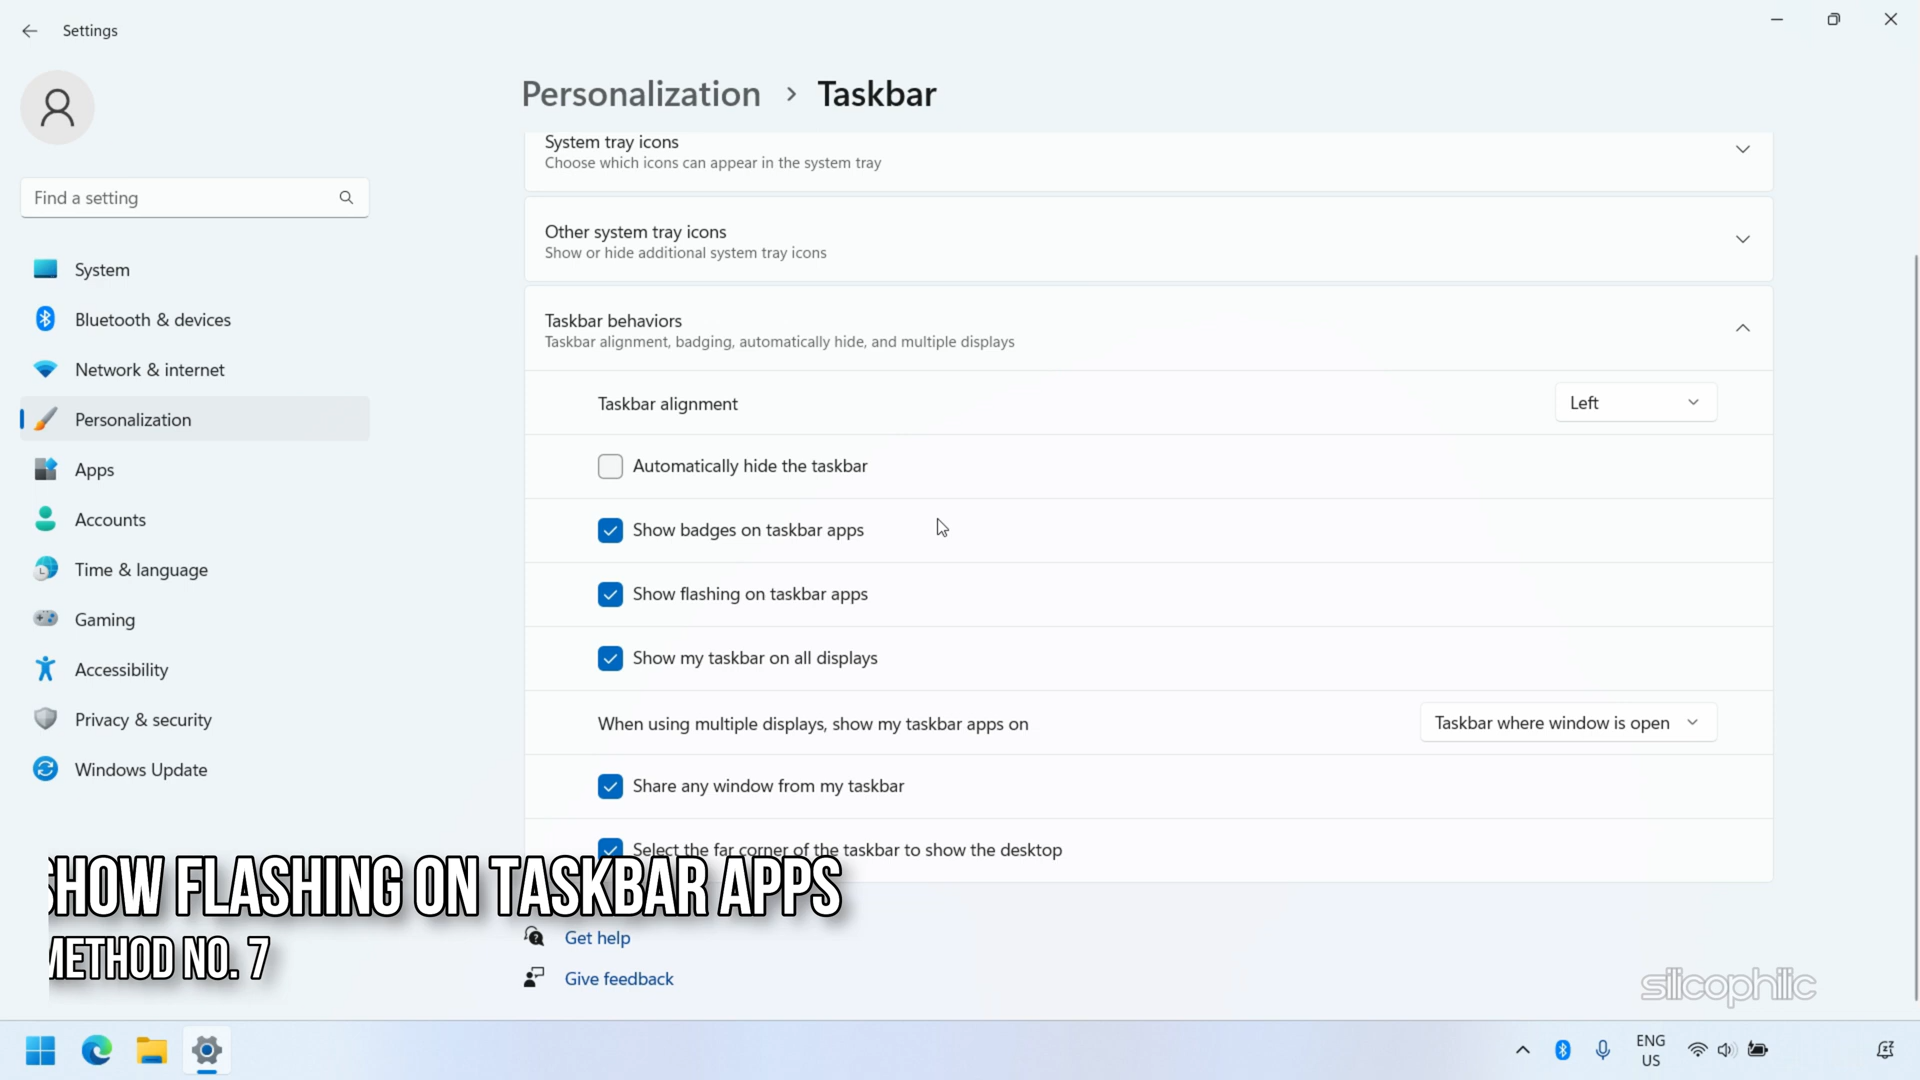 Settings
Personalization > Taskbar
System tray icons
Choose which icons can appear in the system tray
Find a setting
Other system tray icons
Show or hide additional system tray icons
System
Bluetooth & devices
Network & internet
Personalization
Apps
Accounts
Time & language
Gaming
Accessibility
Privacy & security
Windows Update
Taskbar behaviors
Taskbar alignment, badging, automatically hide, and multiple displays
Taskbar alignment
Left
Automatically hide the taskbar
Show badges on taskbar apps
Show flashing on taskbar apps
Show my taskbar on all displays
When using multiple displays, show my taskbar apps on
Taskbar where window is open
Share any window from my taskbar
Select the far corner of the taskbar to show the desktop
SHOW FLASHING ON TASKBAR APPS
METHOD NO. 7
Get help
Give feedback
silicophilic
ENG
US